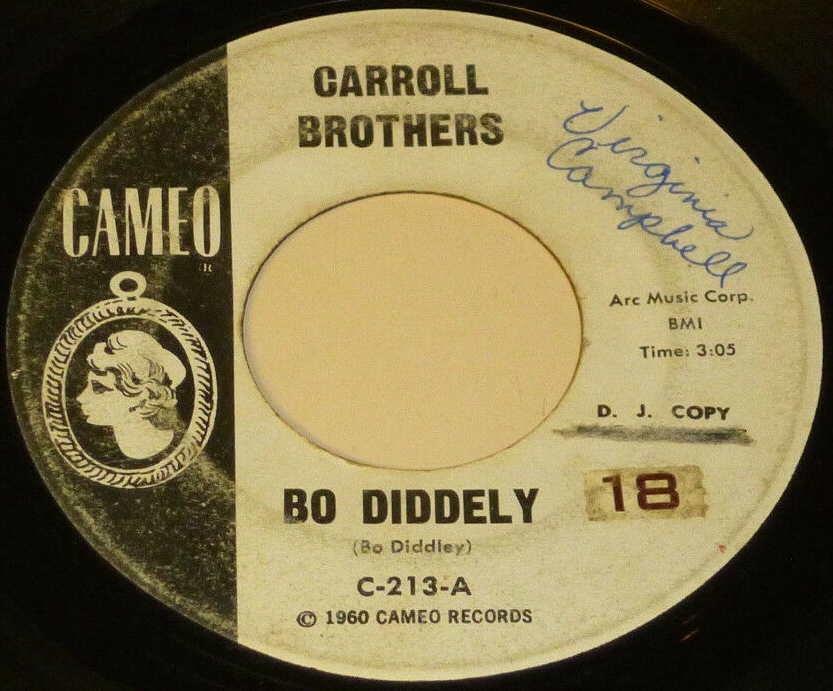 CARROLL
BROTHERS
Virginia
Campbell
CAMEO
R
Arc Music Corp.
BMI
Time: 3:05
D. J. COPY
18
BO DIDDELY
(Bo Diddley)
C-213-A
© 1960 CAMEO RECORDS